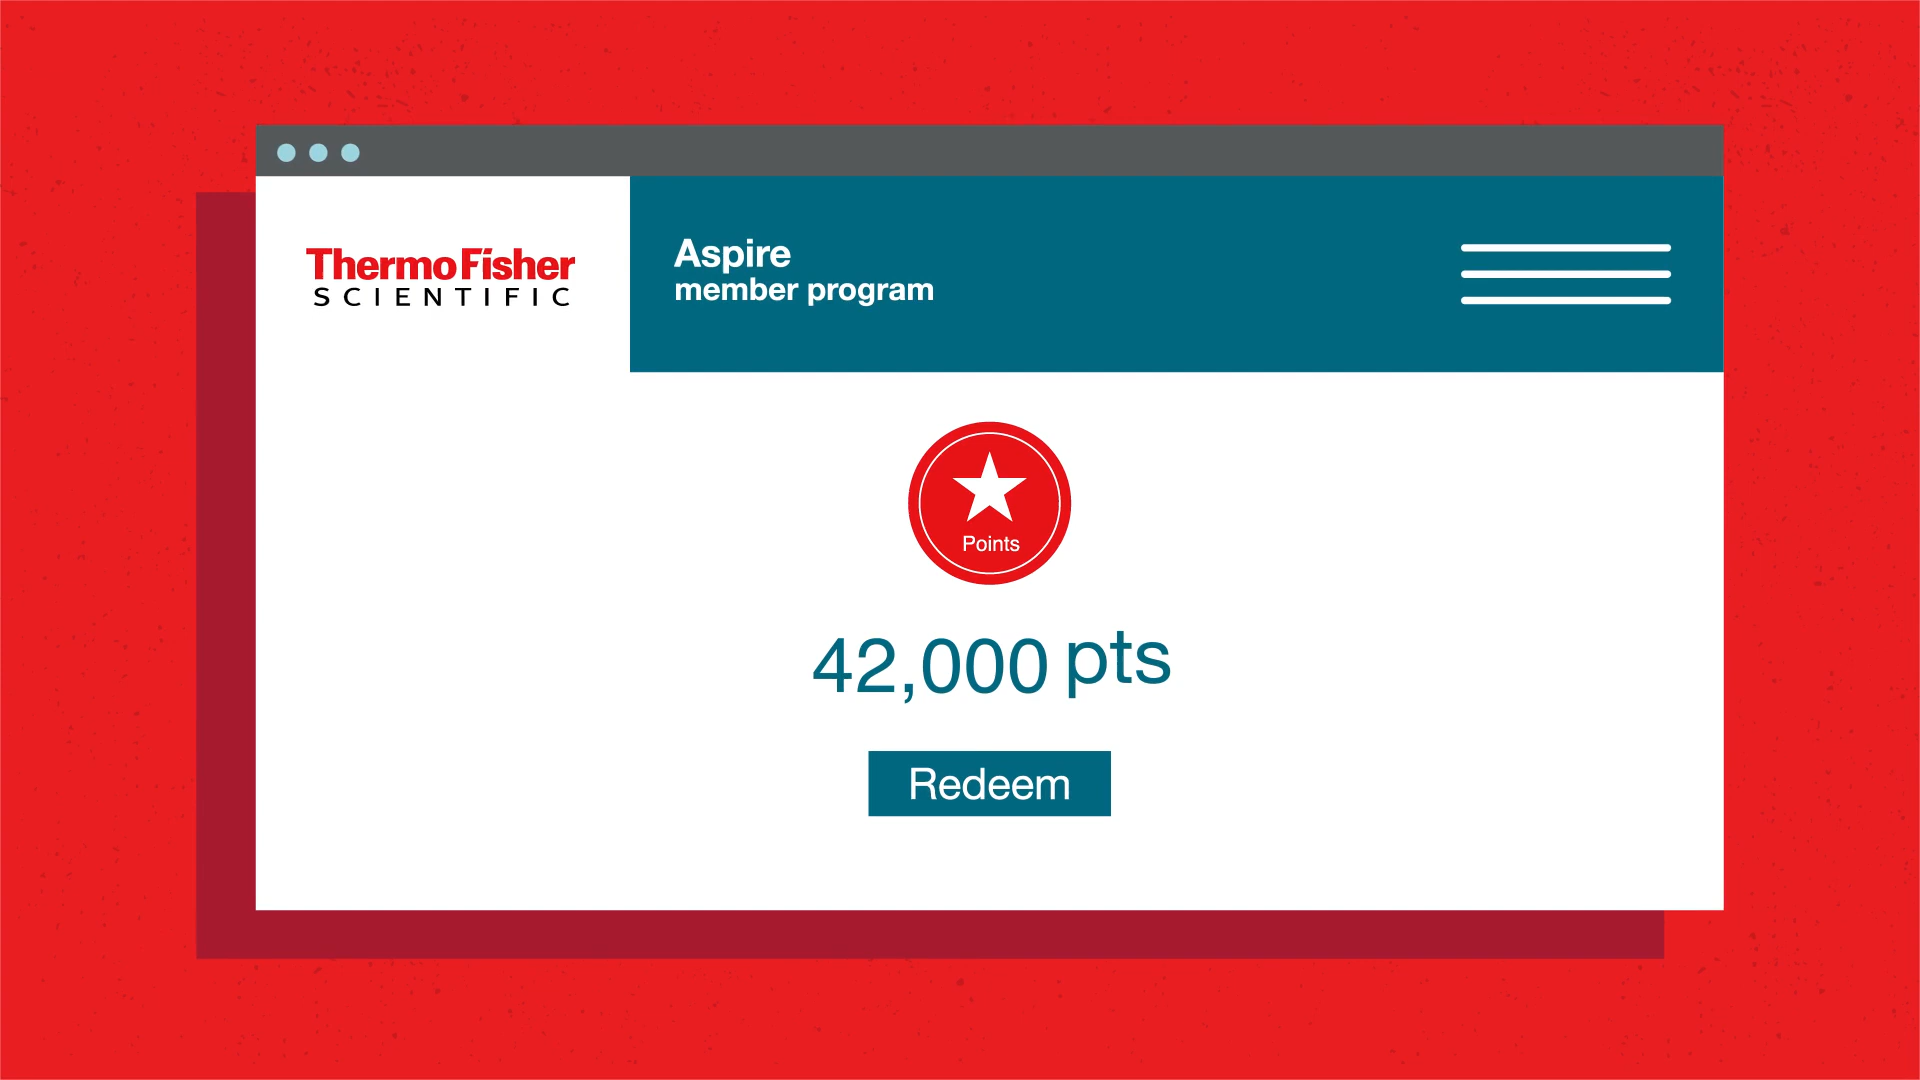 ThermoFisher
SCIENTIFIC
Aspire
member program
Points
42,000 pts
Redeem